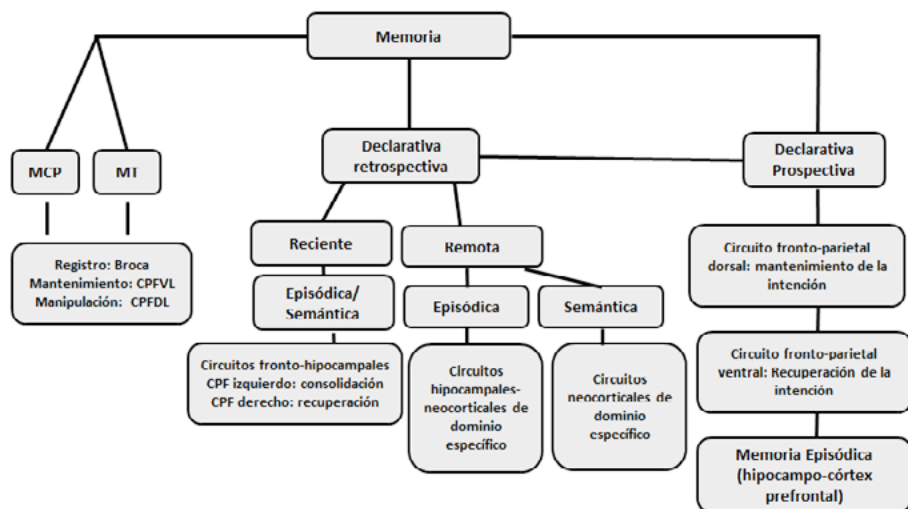 Memoria
MCP
MT
Registro: Broca
Mantenimiento: CPFVL
Manipulación: CPFDL
Declarativa
retrospectiva
Reciente
Remota
Episódica/
Semántica
Episódica
Semántica
Circuitos fronto-hipocampales
CPF izquierdo: consolidación
CPF derecho: recuperación
Circuitos
hipocampales-
neocorticales de
dominio
específico
Circuitos
neocorticales de
dominio
específico
Declarativa
Prospectiva
Circuito fronto-parietal
dorsal: mantenimiento de la
intención
Circuito fronto-parietal
ventral: Recuperación de la
intención
Memoria Episódica
(hipocampo-córtex
prefrontal)